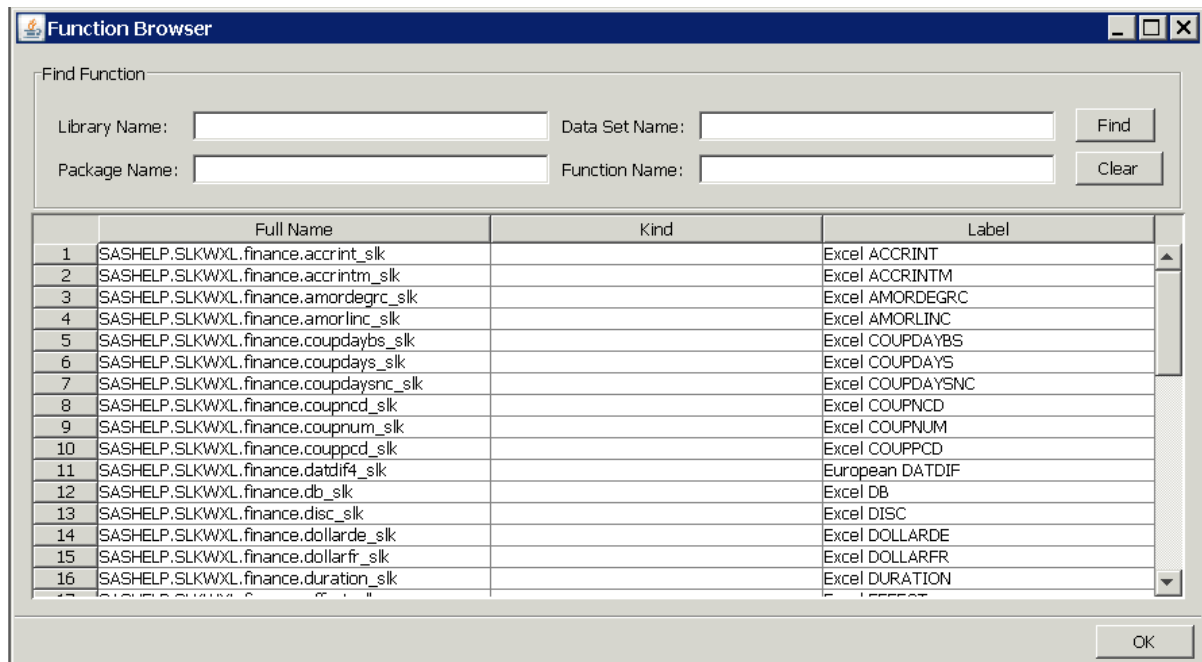 Function Browser
Find Function
Library Name: Data Set Name: Find
Package Name: Function Name: Clear
Full Name Kind Label
1 SASHELP.SLKWXL.finance.accrint_slk Excel ACCRINT
2 SASHELP.SLKWXL.finance.accrintm_slk Excel ACCRINTM
3 SASHELP.SLKWXL.finance.amordegrc_slk Excel AMORDEGRC
4 SASHELP.SLKWXL.finance.amorlinc_slk Excel AMORLINC
5 SASHELP.SLKWXL.finance.coupdaybs_slk Excel COUPDAYBS
6 SASHELP.SLKWXL.finance.coupdays_slk Excel COUPDAYS
7 SASHELP.SLKWXL.finance.coupdaysnc_slk Excel COUPDAYSNC
8 SASHELP.SLKWXL.finance.coupncd_slk Excel COUPNCD
9 SASHELP.SLKWXL.finance.coupnum_slk Excel COUPNUM
10 SASHELP.SLKWXL.finance.couppcd_slk Excel COUPPCD
11 SASHELP.SLKWXL.finance.datdif4_slk European DATDIF
12 SASHELP.SLKWXL.finance.db_slk Excel DB
13 SASHELP.SLKWXL.finance.disc_slk Excel DISC
14 SASHELP.SLKWXL.finance.dollarde_slk Excel DOLLARDE
15 SASHELP.SLKWXL.finance.dollarfr_slk Excel DOLLARFR
16 SASHELP.SLKWXL.finance.duration_slk Excel DURATION
OK